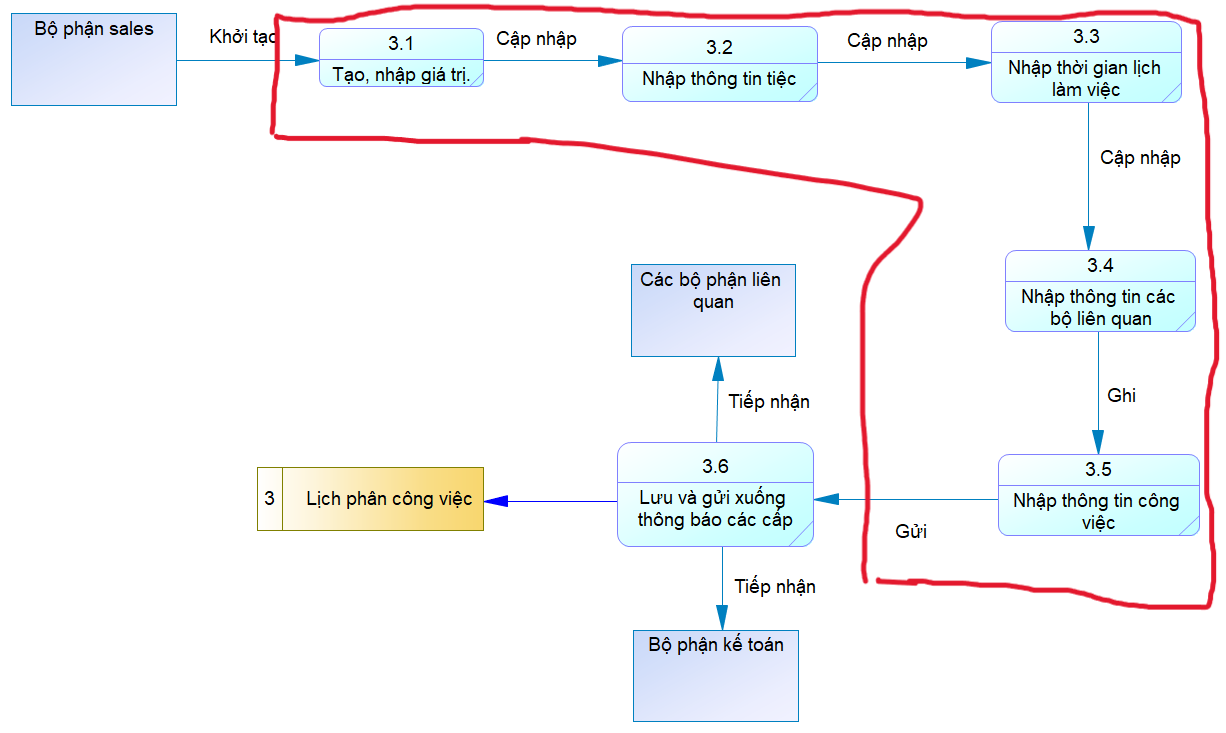 Bộ phận sales
Khởi tạo
3.1
Tạo, nhập giá trị.
Cập nhập
3.2
Nhập thông tin tiệc
Cập nhập
3.3
Nhập thời gian lịch
làm việc
Cập nhập
3.4
Nhập thông tin các
bộ liên quan
Ghi
3.5
Nhập thông tin công
việc
Gửi
3.6
Lưu và gửi xuống
thông báo các cấp
Tiếp nhận
Các bộ phận liên
quan
3
Lịch phân công việc
Tiếp nhận
Bộ phận kế toán